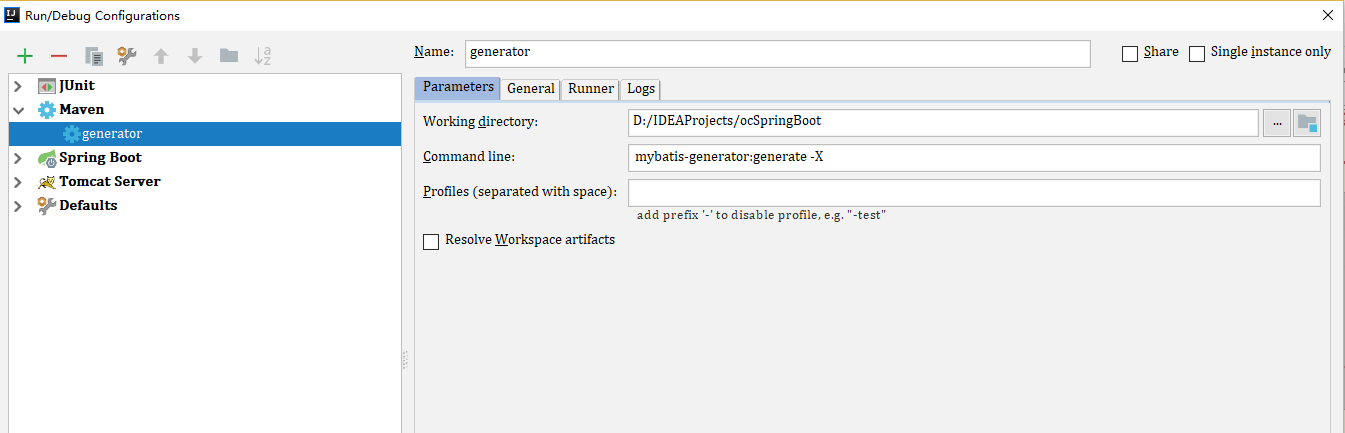 Run/Debug Configurations
Name: generator
Share
Single instance only
JUnit
Maven
generator
Spring Boot
Tomcat Server
Defaults
Parameters General Runner Logs
Working directory: D:/IDEAProjects/ocSpringBoot ...
Command line: mybatis-generator:generate -X
Profiles (separated with space):
add prefix '-' to disable profile, e.g. "-test"
Resolve Workspace artifacts